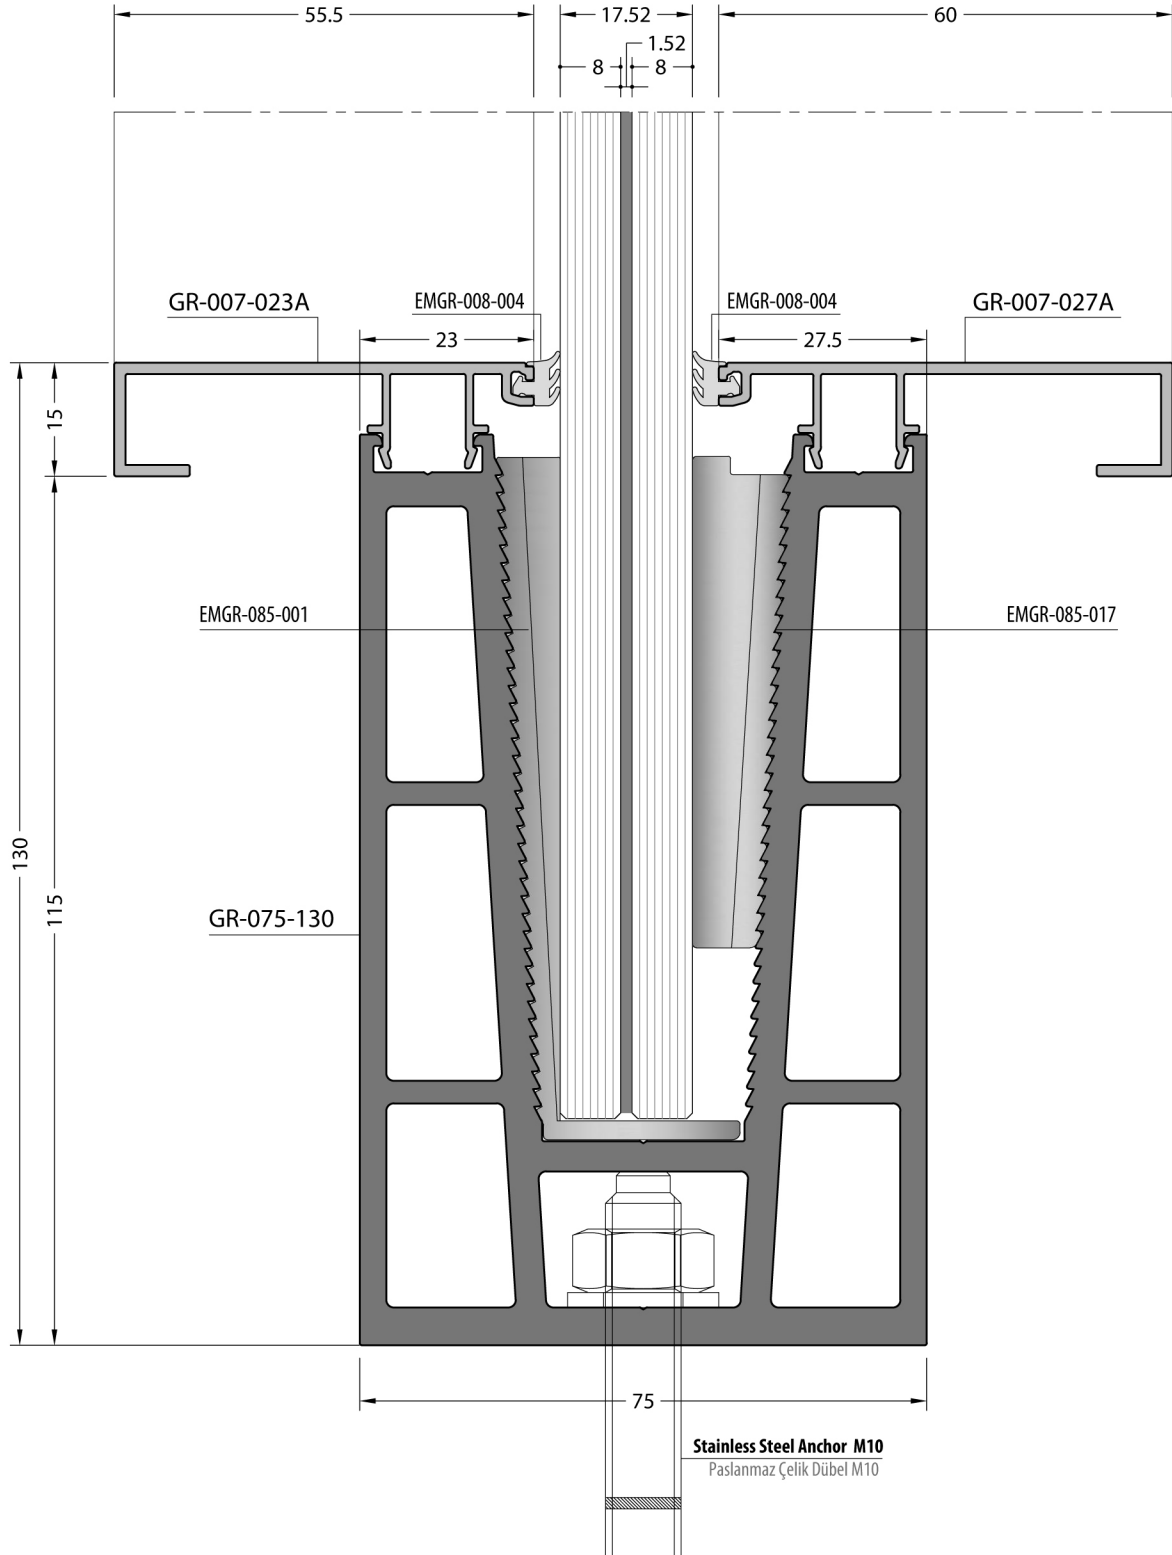 55.5
17.52
60
1.52
8
8
GR-007-023A
EMGR-008-004
EMGR-008-004
GR-007-027A
23
27.5
15
EMGR-085-001
EMGR-085-017
130
115
GR-075-130
75
Stainless Steel Anchor M10
Paslanmaz Çelik Dübel M10